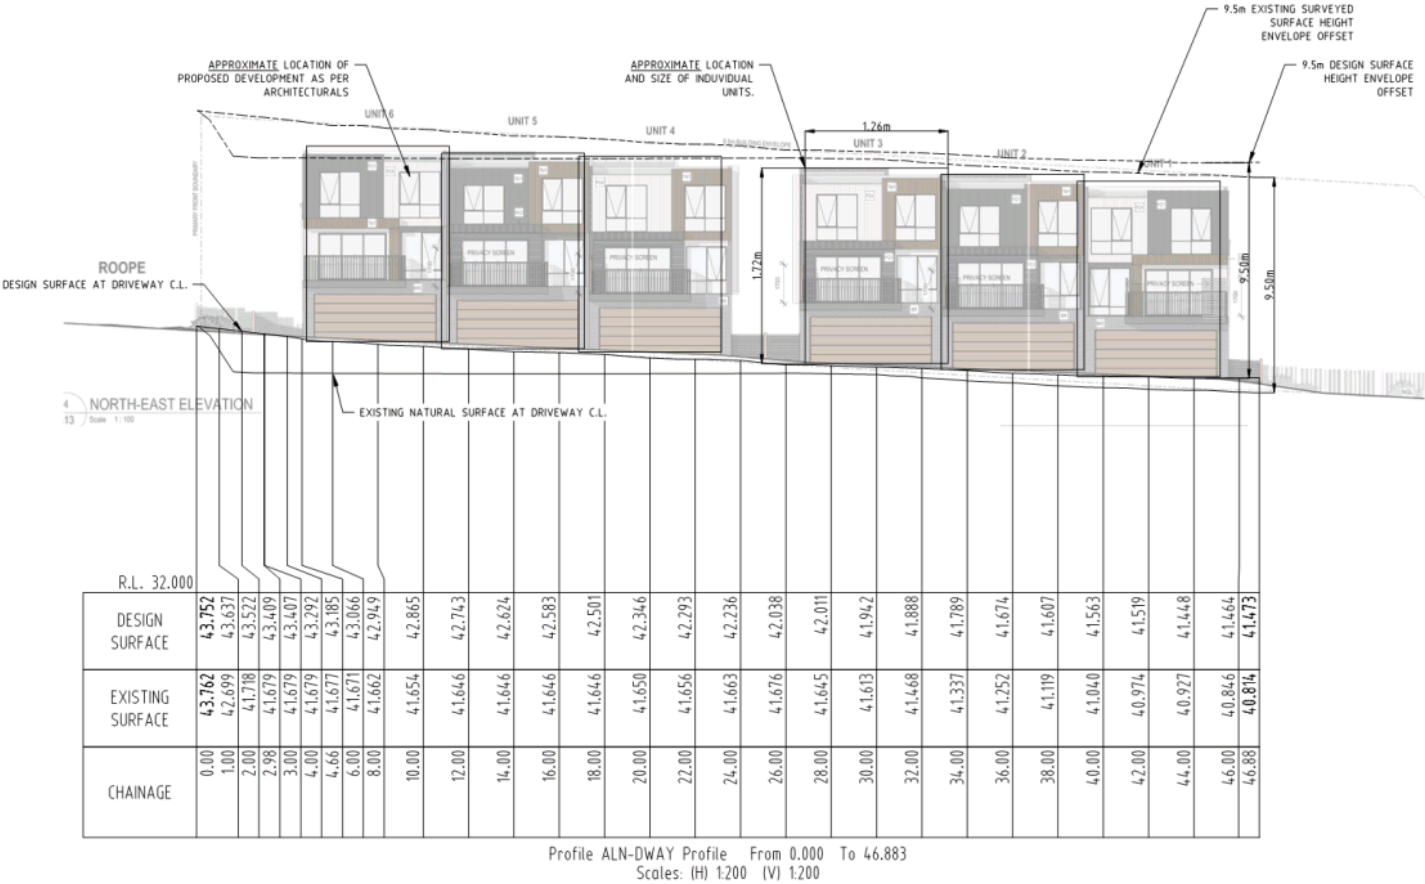 9.5m EXISTING SURVEYED
SURFACE HEIGHT
ENVELOPE OFFSET
APPROXIMATE LOCATION OF
PROPOSED DEVELOPMENT AS PER
ARCHITECTURALS
APPROXIMATE LOCATION
AND SIZE OF INDUVIDUAL
UNITS.
9.5m DESIGN SURFACE
HEIGHT ENVELOPE
OFFSET
UNIT 6
UNIT 5
UNIT 4
8.5m BUILDING ENVELOPE
1.26m
UNIT 3
UNIT 2
UNIT 1
PRIMARY FRONT BOUNDARY
PRIVACY SCREEN
PRIVACY SCREEN
PRIVACY SCREEN
PRIVACY SCREEN
PRIVACY SCREEN
1.72m
9.50m
9.50m
ROOPE
DESIGN SURFACE AT DRIVEWAY C.L.
4
13
NORTH-EAST ELEVATION
Scale 1:100
EXISTING NATURAL SURFACE AT DRIVEWAY C.L.
R.L. 32.000
DESIGN SURFACE 43.752 43.637 43.522 43.409 43.407 43.292 43.185 43.066 42.949 42.865 42.743 42.624 42.583 42.501 42.346 42.293 42.236 42.038 42.011 41.942 41.888 41.789 41.674 41.607 41.563 41.519 41.448 41.464 41.473
EXISTING SURFACE 43.762 42.699 41.718 41.679 41.679 41.679 41.677 41.671 41.662 41.654 41.646 41.646 41.646 41.646 41.650 41.656 41.663 41.676 41.645 41.613 41.468 41.337 41.252 41.119 41.040 40.974 40.927 40.846 40.814
CHAINAGE 0.00 1.00 2.00 2.98 3.00 4.00 4.66 6.00 8.00 10.00 12.00 14.00 16.00 18.00 20.00 22.00 24.00 26.00 28.00 30.00 32.00 34.00 36.00 38.00 40.00 42.00 44.00 46.00 46.88
Profile ALN-DWAY Profile From 0.000 To 46.883
Scales: (H) 1:200 (V) 1:200